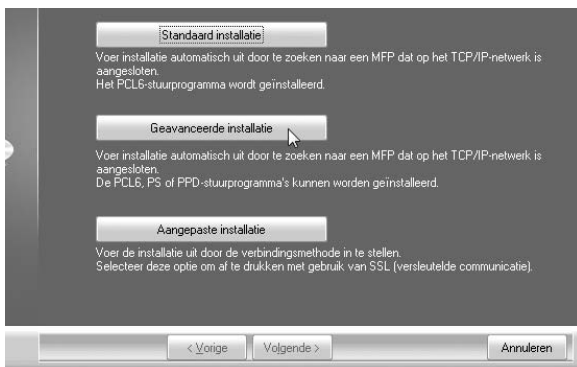 Standaard installatie
Voer installatie automatisch uit door te zoeken naar een MFP dat op het TCP/IP-netwerk is
aangesloten.
Het PCL6-stuurprogramma wordt geïnstalleerd.
Geavanceerde installatie
Voer installatie automatisch uit door te zoeken naar een MFP dat op het TCP/IP-netwerk is
aangesloten.
De PCL6, PS of PPD-stuurprogramma's kunnen worden geïnstalleerd.
Aangepaste installatie
Voer de installatie uit door de verbindingsmethode in te stellen.
Selecteer deze optie om af te drukken met gebruik van SSL (versleutelde communicatie).
< Vorige Volgende > Annuleren